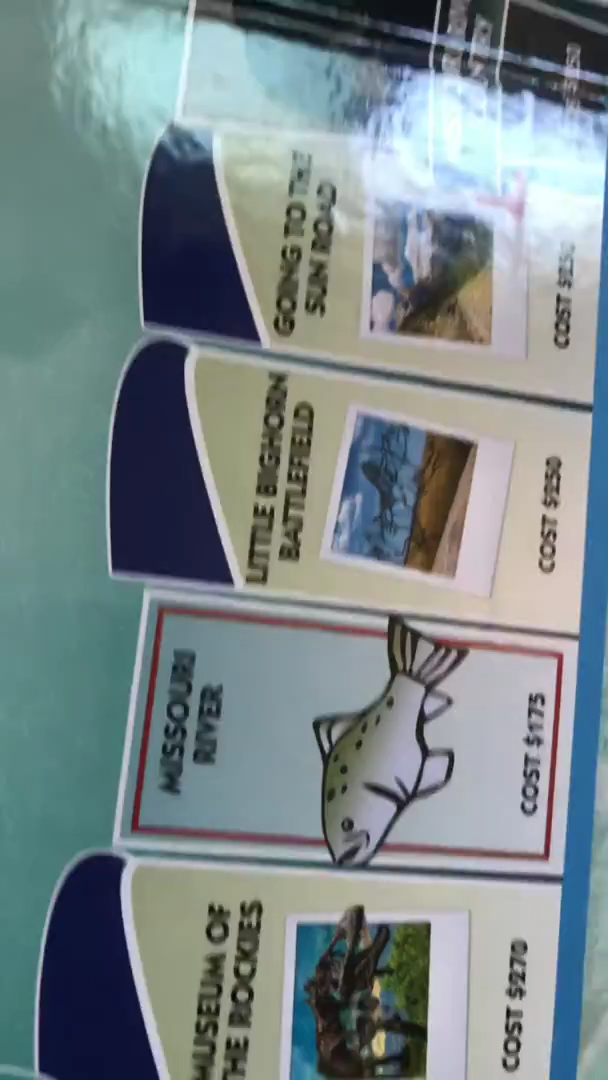 GOING TO THE
SUN ROAD
LITTLE BIGHORN
BATTLEFIELD
COST $250
MISSOURI
RIVER
COST $175
MUSEUM OF
THE ROCKIES
COST $270